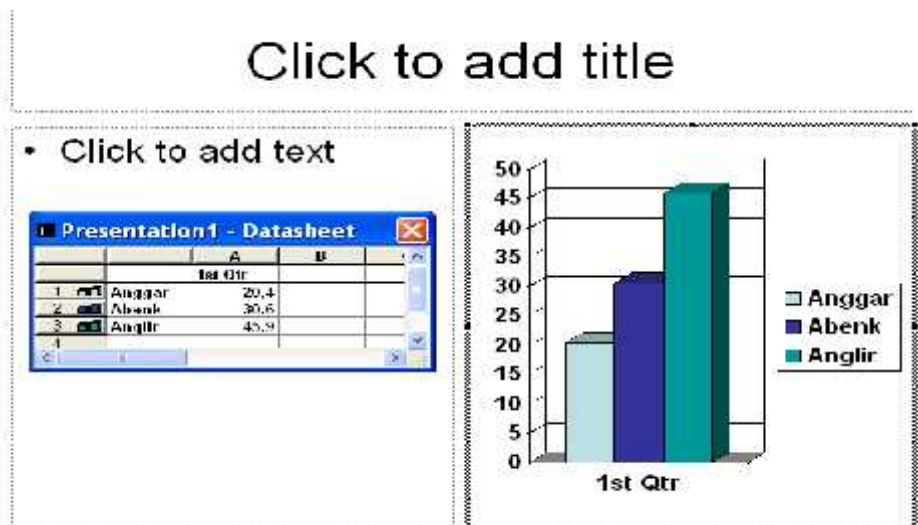 Click to add title
• Click to add text
Presentation1 - Datasheet
A B
1st Qtr
1 Anggar 20,4
2 Abenk 30,6
3 Anglir 45,9
4
50
45
40
35
30
25
20
15
10
5
0
1st Qtr
Anggar
Abenk
Anglir